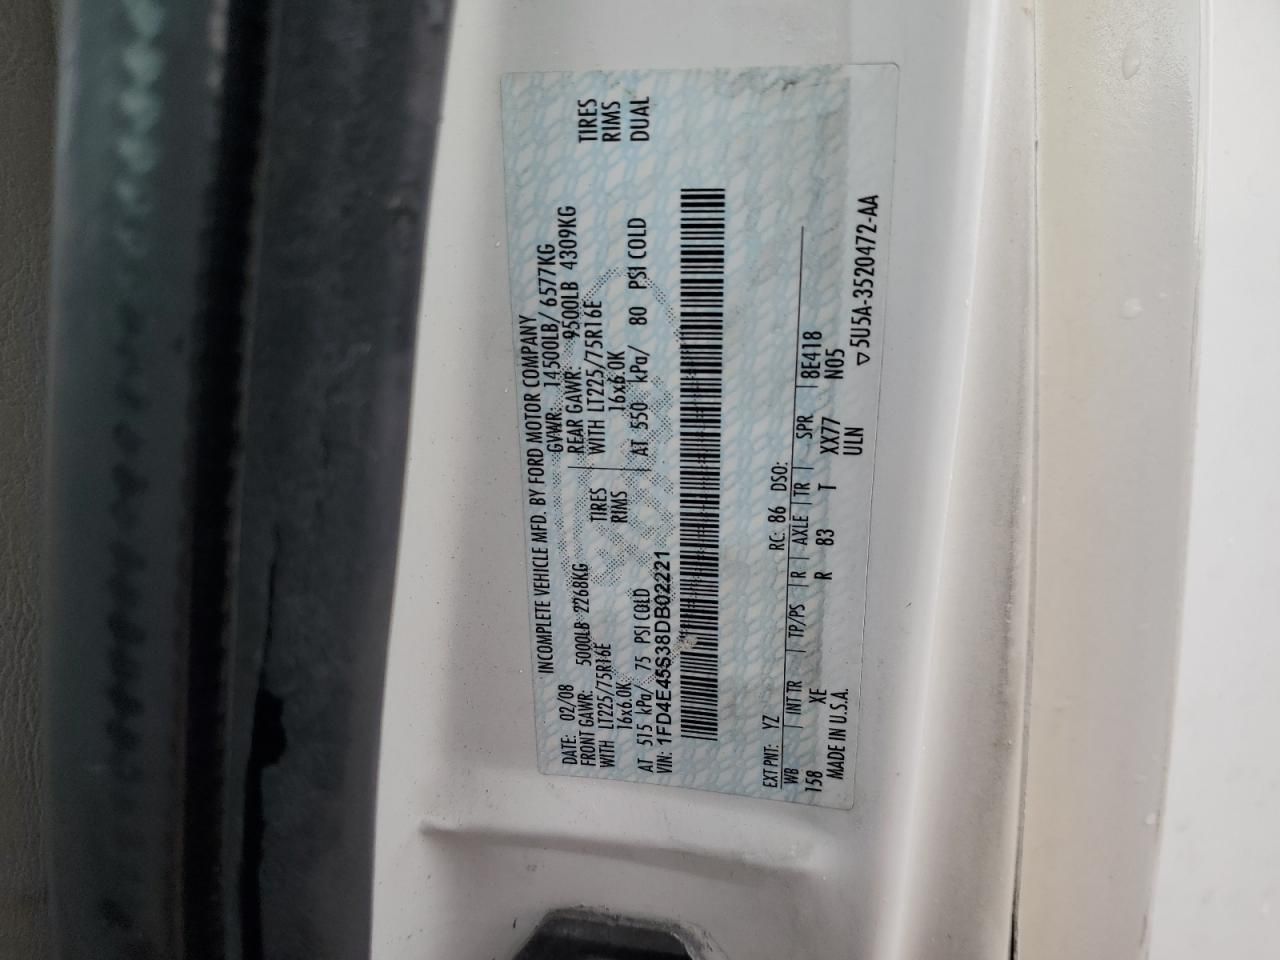 INCOMPLETE VEHICLE MFD. BY FORD MOTOR COMPANY
DATE: 02/08 GVWR: 14500LB/ 6577KG
FRONT GAWR: 5000LB 2268KG REAR GAWR: 9500LB 4309KG
WITH LT225/75R16E TIRES WITH LT225/75R16E TIRES
16x6.0K RIMS 16x6.0K RIMS
AT 515 kPa/ 75 PSI COLD AT 550 kPa/ 80 PSI COLD DUAL
VIN: 1FD4E45S38DB02221
EXT PNT: YZ RC: 86 DSO:
WB INT TR TP/PS R AXLE TR SPR 8E418
158 XE R 83 T XX77 N05
MADE IN U.S.A. ULN
▽5U5A-3520472-AA